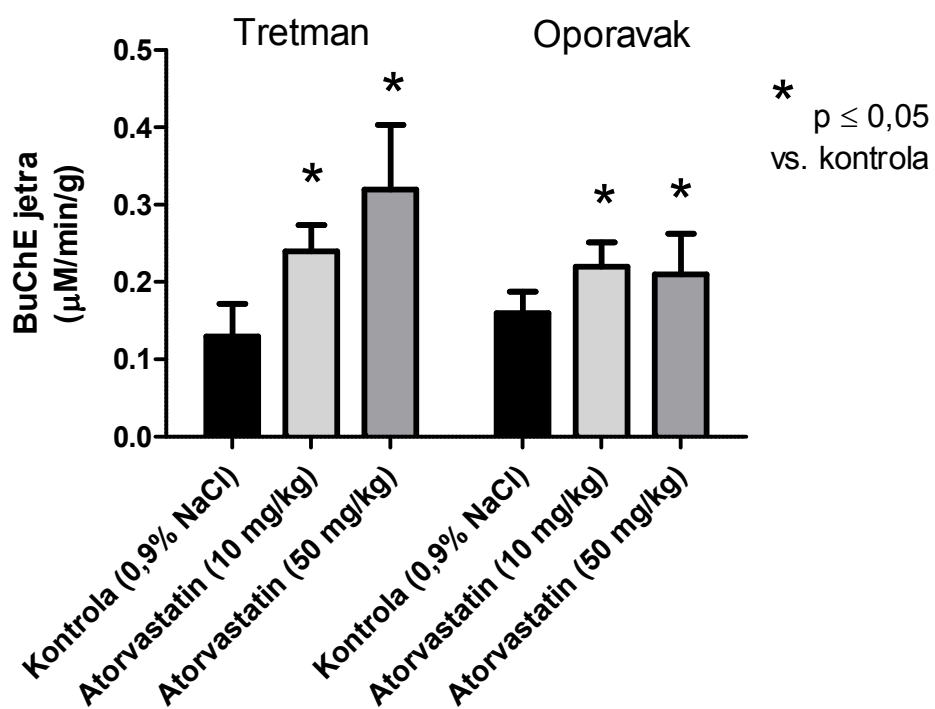 Tretman
Oporavak
*
p ≤ 0,05
vs. kontrola
BuChE jetra
(µM/min/g)
0.5
0.4
0.3
0.2
0.1
0.0
*
*
*
*
Kontrola (0,9% NaCl)
Atorvastatin (10 mg/kg)
Atorvastatin (50 mg/kg)
Kontrola (0,9% NaCl)
Atorvastatin (10 mg/kg)
Atorvastatin (50 mg/kg)